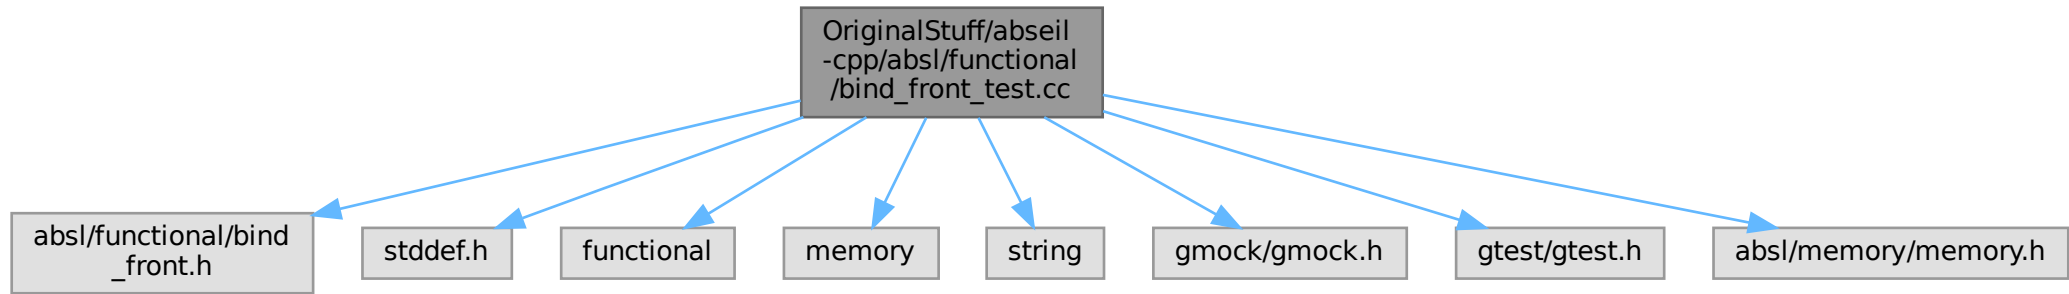 OriginalStuff/abseil
-cpp/absl/functional
/bind_front_test.cc
absl/functional/bind
_front.h
stddef.h
functional
memory
string
gmock/gmock.h
gtest/gtest.h
absl/memory/memory.h